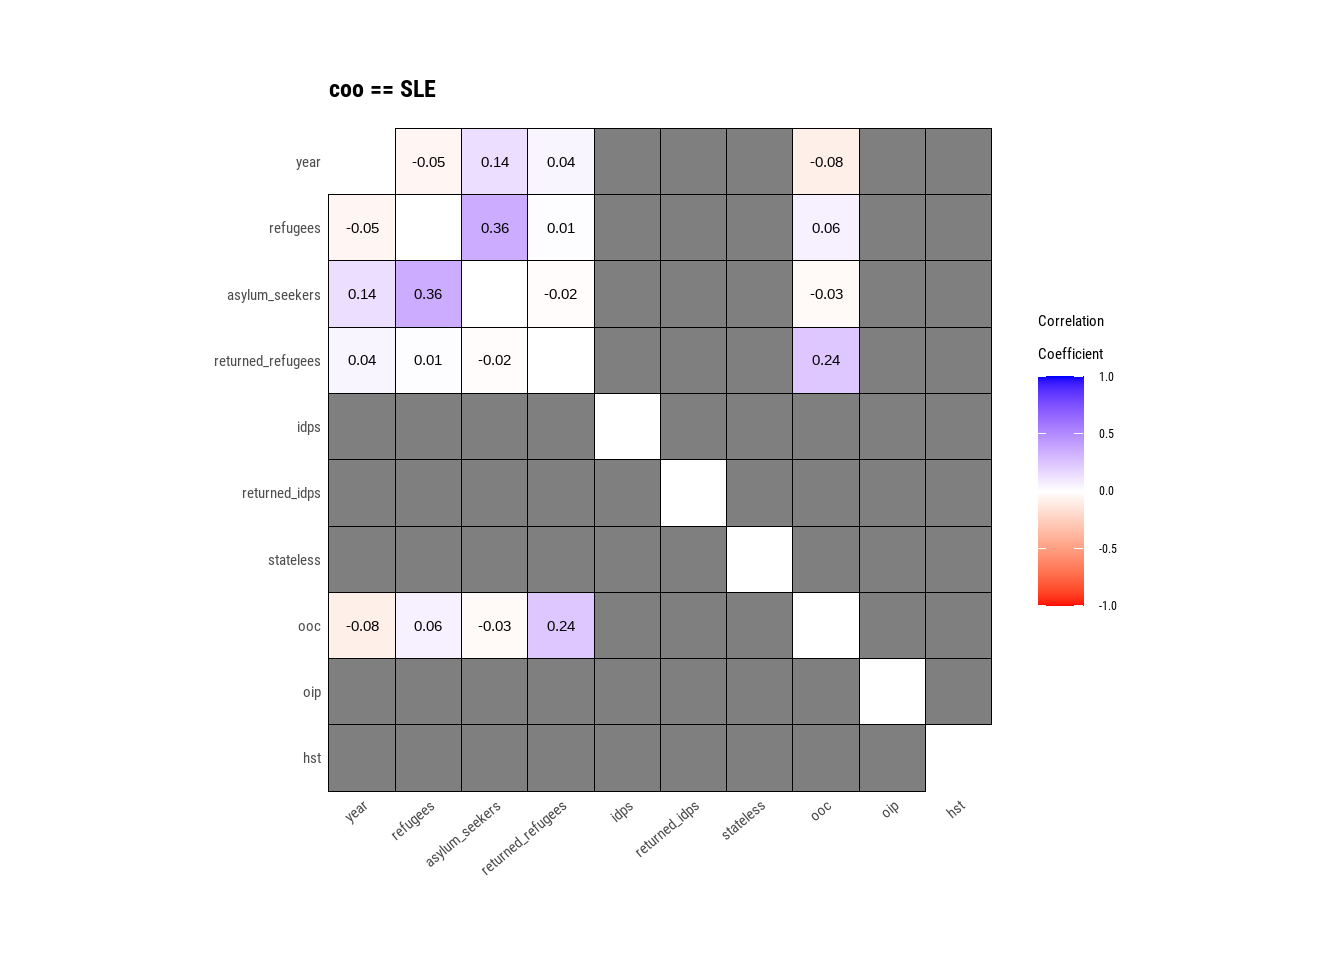 coo == SLE
year -0.05 0.14 0.04 -0.08
refugees -0.05 0.36 0.01 0.06
asylum_seekers 0.14 0.36 -0.02 -0.03
returned_refugees 0.04 0.01 -0.02 0.24
idps
returned_idps
stateless
ooc -0.08 0.06 -0.03 0.24
oip
hst
year refugees asylum_seekers returned_refugees idps returned_idps stateless ooc oip hst
Correlation
Coefficient
1.0
0.5
0.0
-0.5
-1.0